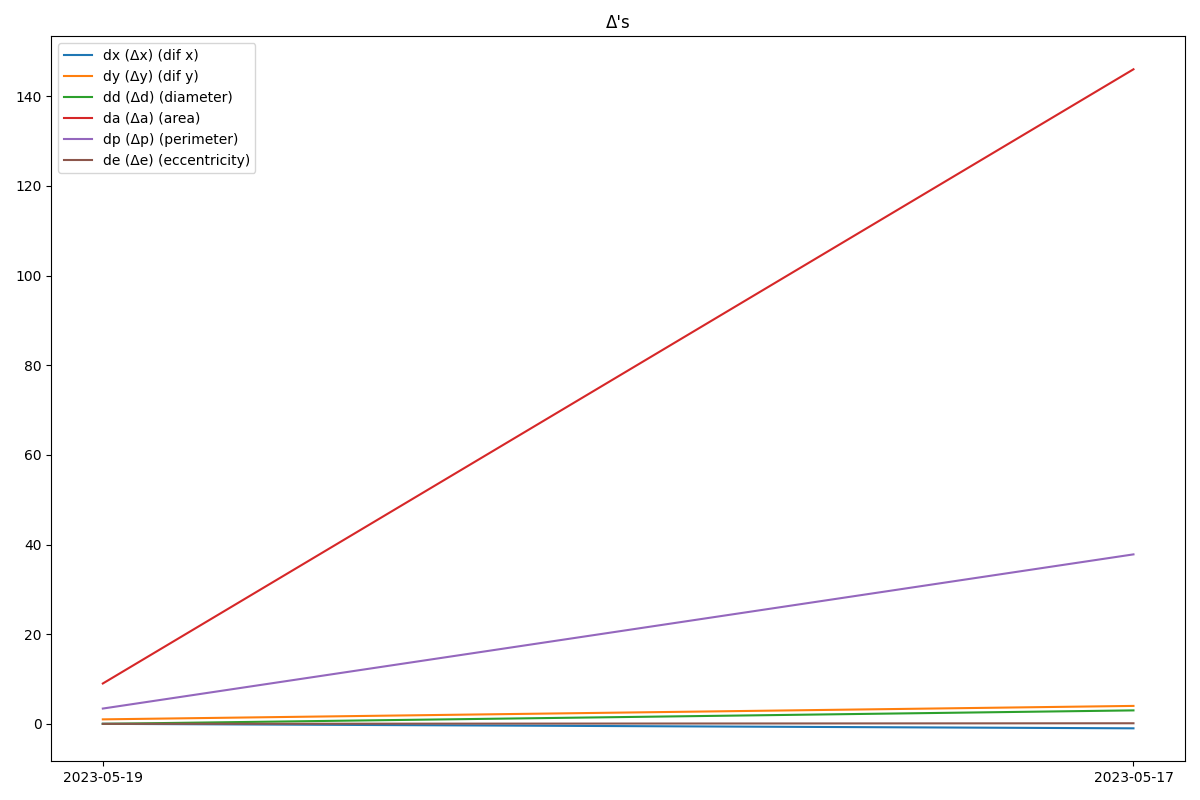 Δ's
dx (Δx) (dif x)
dy (Δy) (dif y)
dd (Δd) (diameter)
da (Δa) (area)
dp (Δp) (perimeter)
de (Δe) (eccentricity)
140
120
100
80
60
40
20
0
2023-05-19
2023-05-17